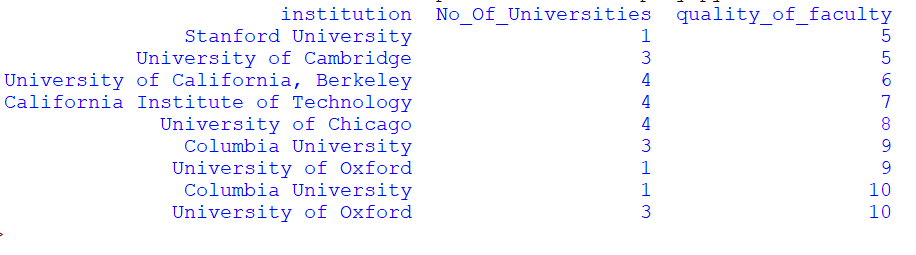 institution No_Of_Universities quality_of_faculty
Stanford University 1 5
University of Cambridge 3 5
University of California, Berkeley 4 6
California Institute of Technology 4 7
University of Chicago 4 8
Columbia University 3 9
University of Oxford 1 9
Columbia University 1 10
University of Oxford 3 10
>